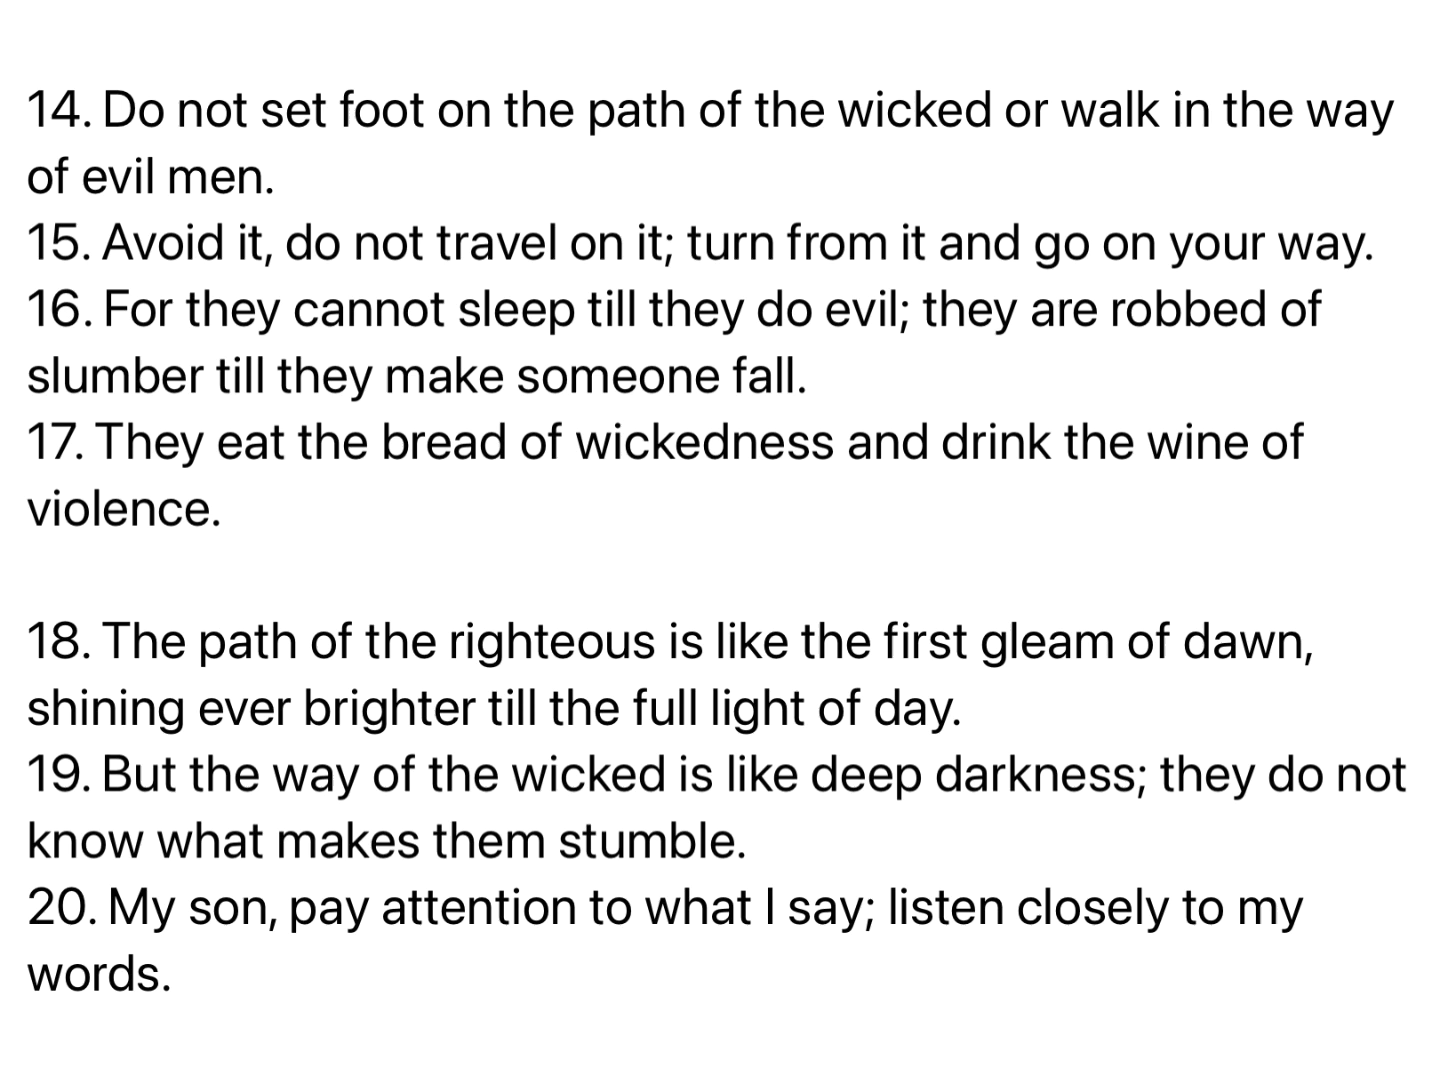 14. Do not set foot on the path of the wicked or walk in the way
of evil men.
15. Avoid it, do not travel on it; turn from it and go on your way.
16. For they cannot sleep till they do evil; they are robbed of
slumber till they make someone fall.
17. They eat the bread of wickedness and drink the wine of
violence.

18. The path of the righteous is like the first gleam of dawn,
shining ever brighter till the full light of day.
19. But the way of the wicked is like deep darkness; they do not
know what makes them stumble.
20. My son, pay attention to what I say; listen closely to my
words.